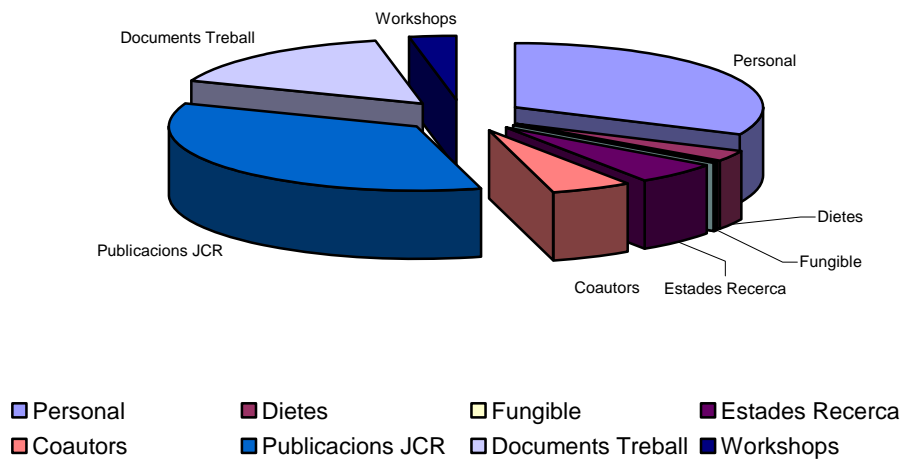 Workshops
Documents Treball
Personal
Dietes
Publicacions JCR
Fungible
Coautors
Estades Recerca
Personal Dietes Fungible Estades Recerca
Coautors Publicacions JCR Documents Treball Workshops